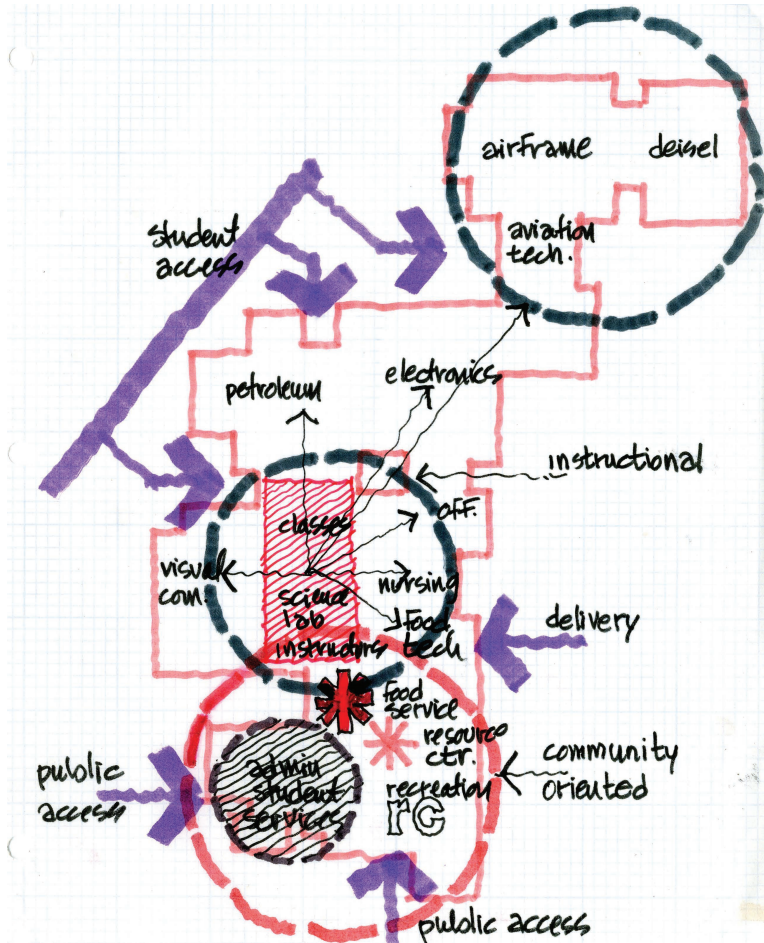 airframe
deisel
aviation
tech.
student
access
petroleum
electronics
instructional
classes
off.
visual
com.
nursing
science
lab
instructors
food
tech
delivery
food
service
resource
ctr.
community
oriented
public
access
admin
student
services
recreation
rc
public access